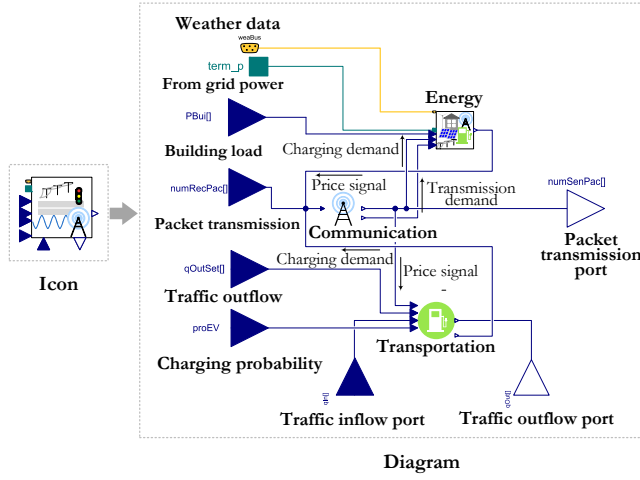 Weather data
weaBus
term_p
From grid power
Energy
PBui[]
Building load
Charging demand
Price signal
Transmission
demand
numRecPac[]
numSenPac[]
Packet transmission
Communication
Packet
transmission
port
Icon
qOutSet[]
Charging demand
Price signal
Traffic outflow
-
proEV
Transportation
Charging probability
qOut[]
Traffic inflow port
Traffic outflow port
Diagram